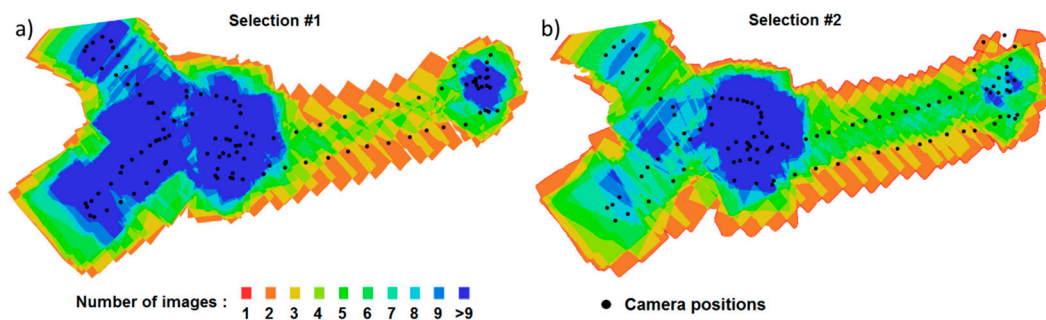 a)
Selection #1
b)
Selection #2
Number of images :
1 2 3 4 5 6 7 8 9 >9
Camera positions